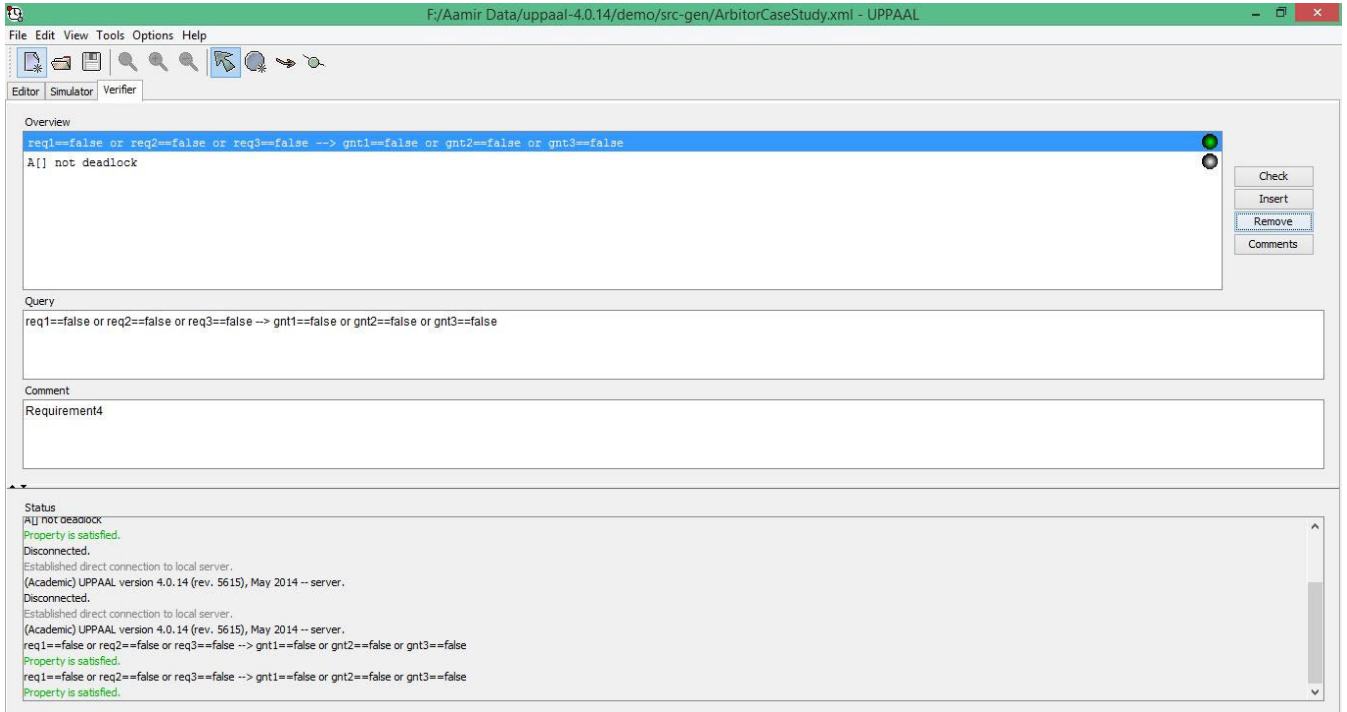 F:/Aamir Data/uppaal-4.0.14/demo/src-gen/ArbitorCaseStudy.xml - UPPAAL
File Edit View Tools Options Help
Editor Simulator Verifier
Overview
req1==false or req2==false or req3==false --> gnt1==false or gnt2==false or gnt3==false
A[] not deadlock
Check
Insert
Remove
Comments
Query
req1==false or req2==false or req3==false --> gnt1==false or gnt2==false or gnt3==false
Comment
Requirement4
Status
A[] not deadlock
Property is satisfied.
Disconnected.
Established direct connection to local server.
(Academic) UPPAAL version 4.0.14 (rev. 5615), May 2014 -- server.
Disconnected.
Established direct connection to local server.
(Academic) UPPAAL version 4.0.14 (rev. 5615), May 2014 -- server.
req1==false or req2==false or req3==false --> gnt1==false or gnt2==false or gnt3==false
Property is satisfied.
req1==false or req2==false or req3==false --> gnt1==false or gnt2==false or gnt3==false
Property is satisfied.